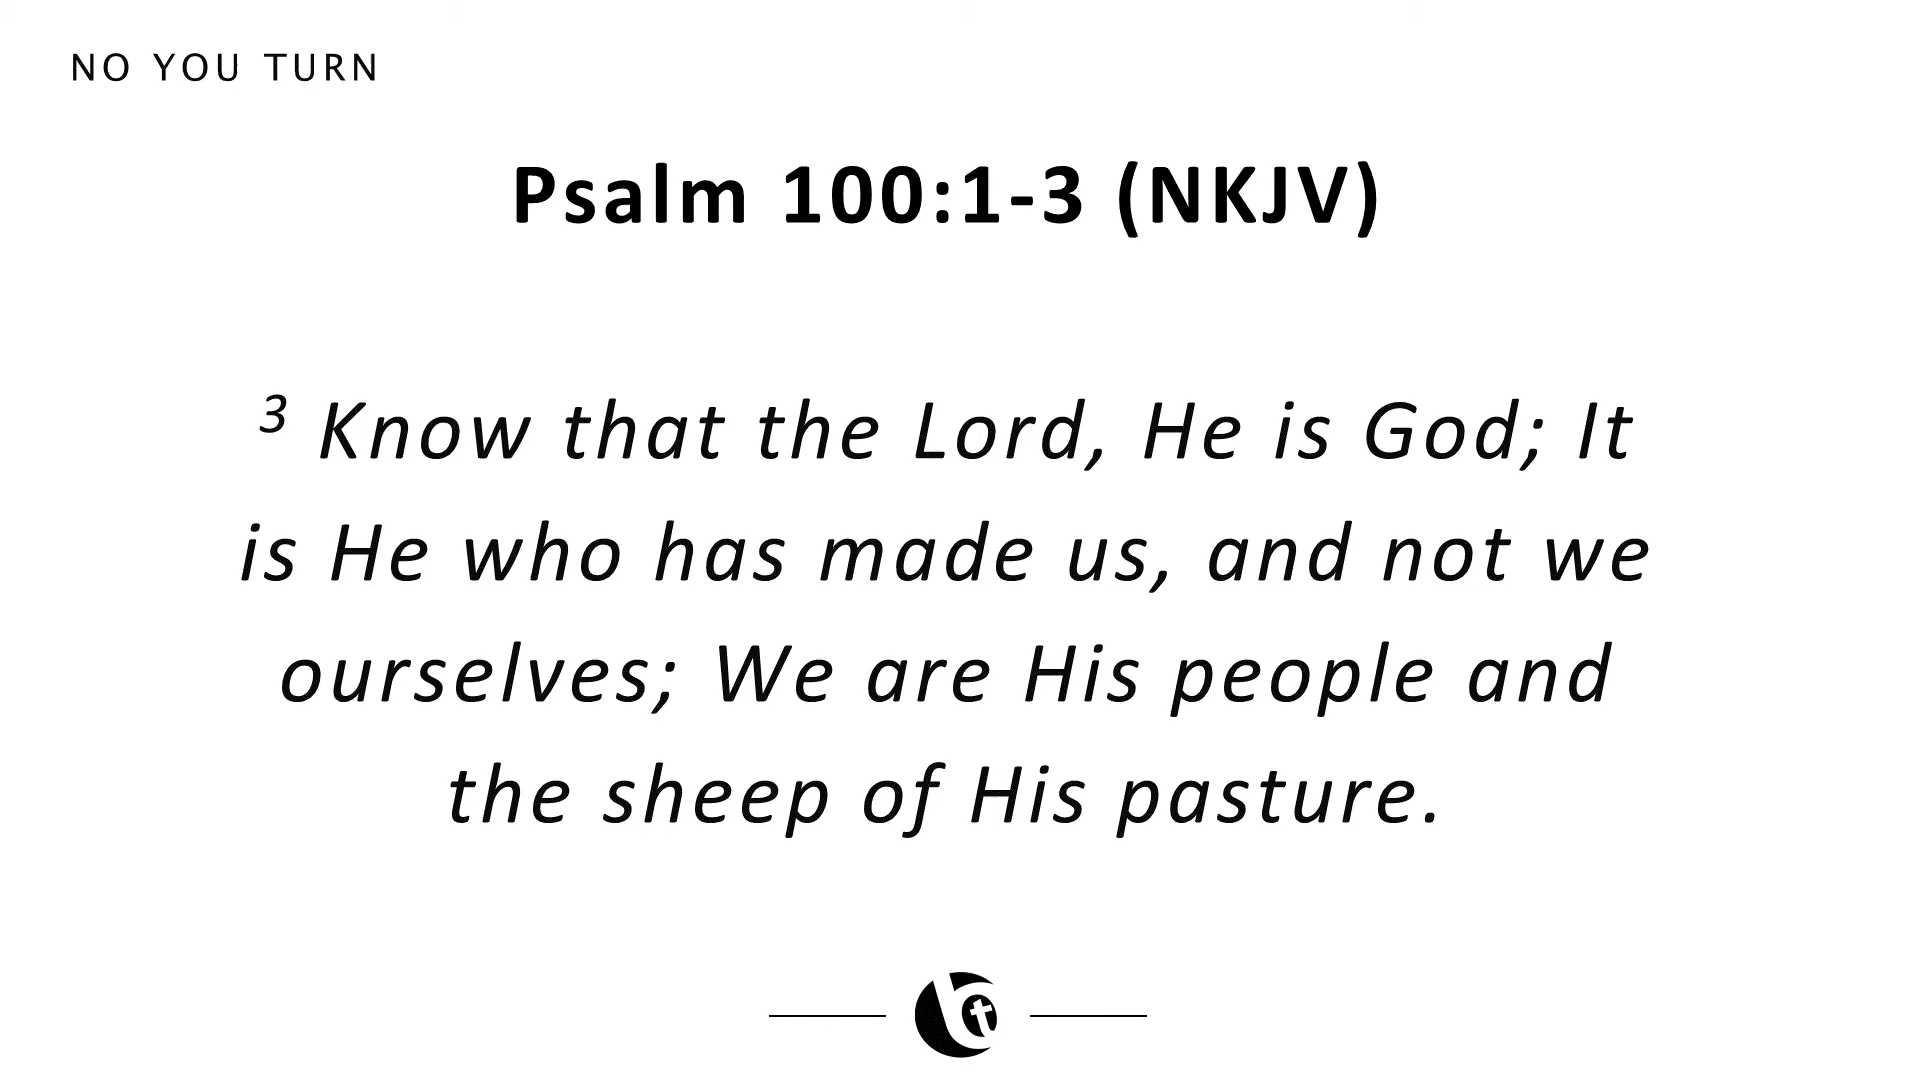 NO YOU TURN
Psalm 100:1-3 (NKJV)
3 Know that the Lord, He is God; It
is He who has made us, and not we
ourselves; We are His people and
the sheep of His pasture.